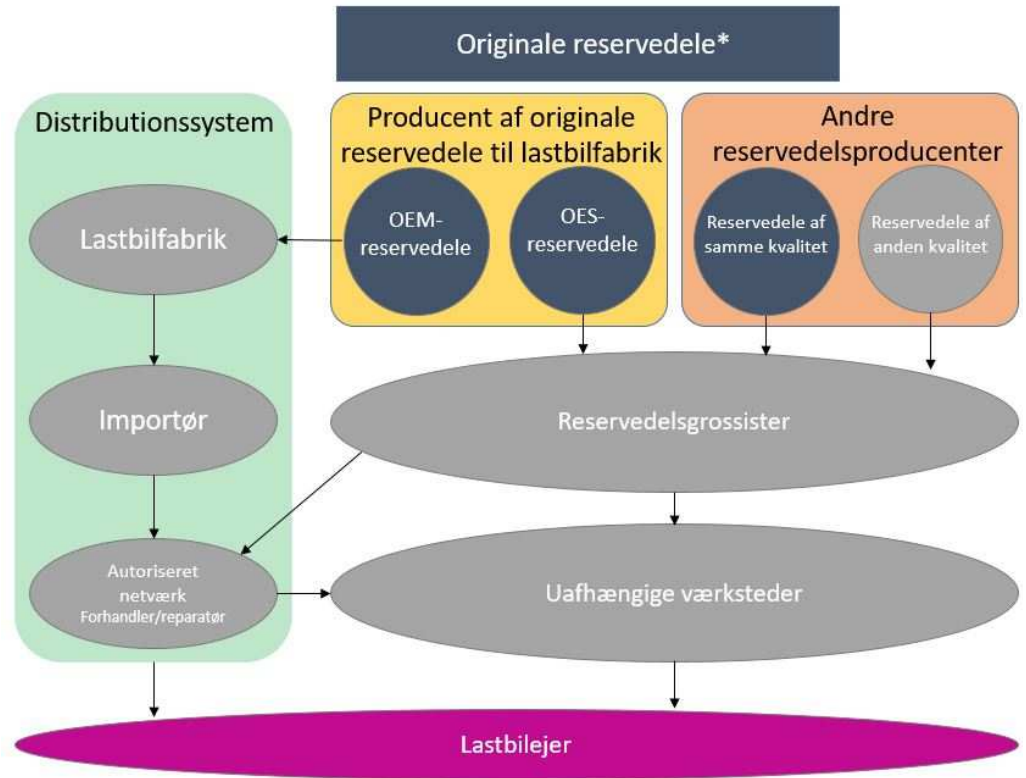 Originale reservedele*
Distributionssystem
Producent af originale
reservedele til lastbilfabrik
Andre
reservedelsproducenter
Lastbilfabrik
OEM-
reservedele
OES-
reservedele
Reservedele af
samme kvalitet
Reservedele af
anden kvalitet
Importør
Reservedelsgrossister
Autoriseret
netværk
Forhandler/reparatør
Uafhængige værksteder
Lastbilejer